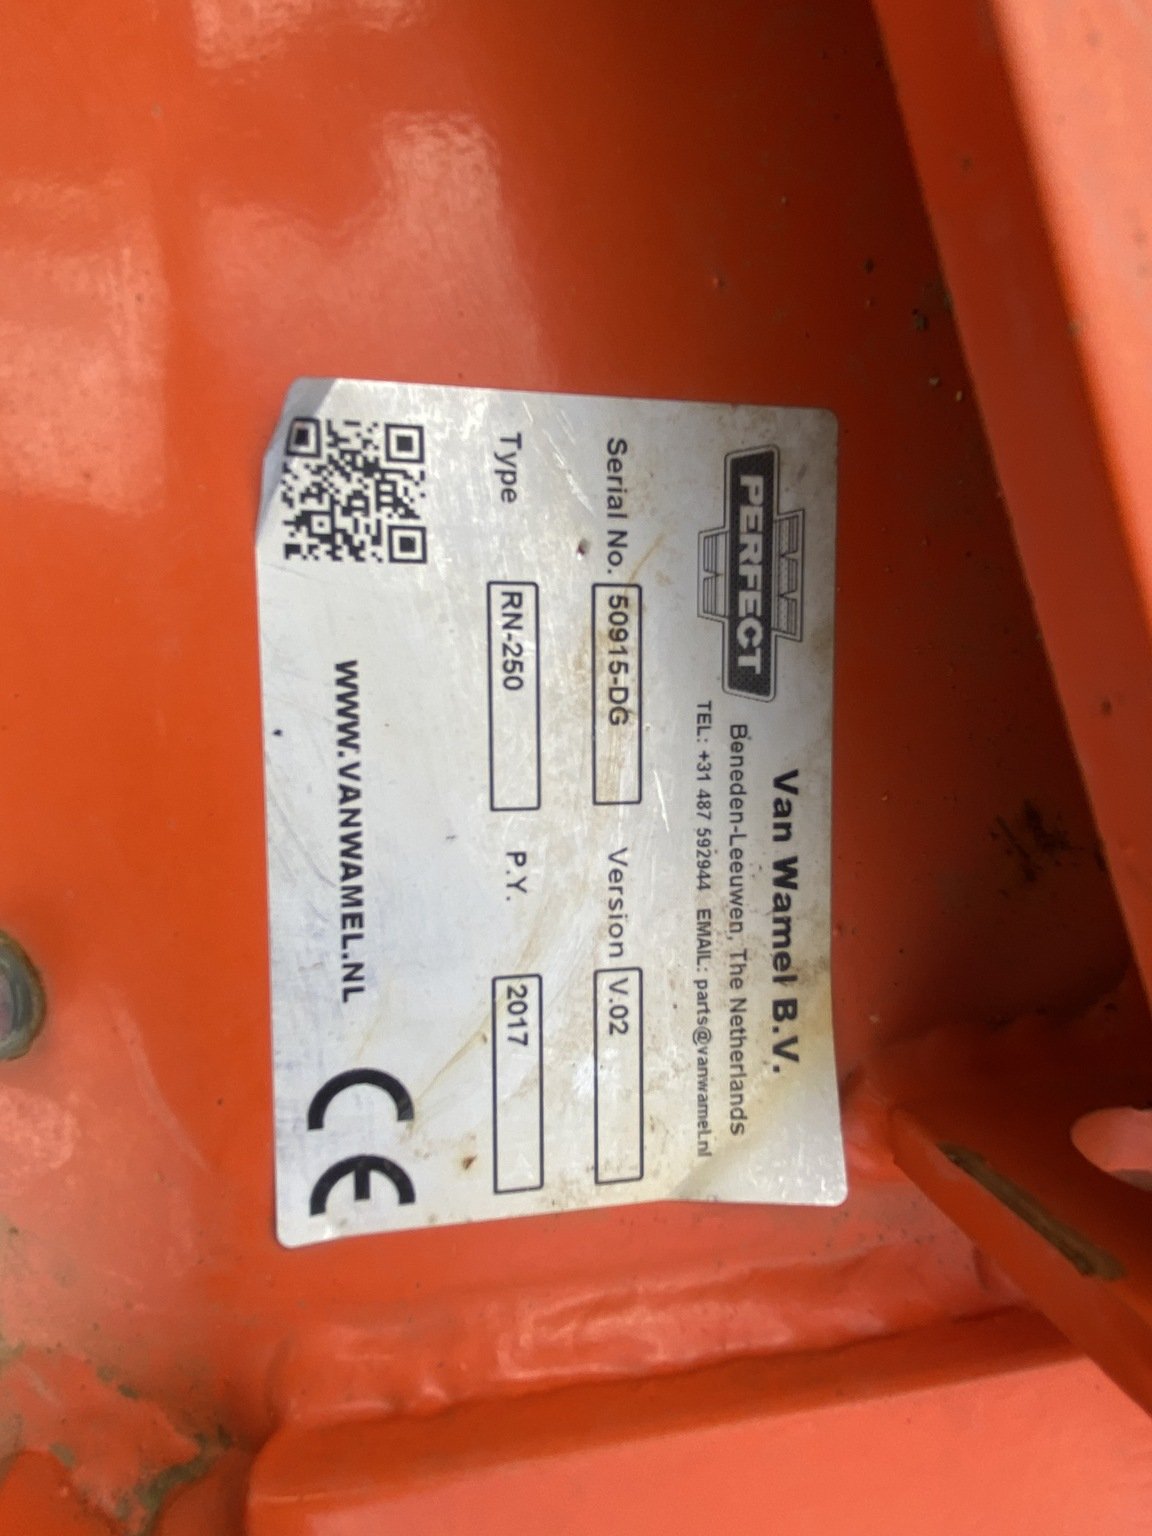 PERFECT
Van Wamel B.V.
Beneden-Leeuwen, The Netherlands
TEL: +31 487 592944 EMAIL: parts@vanwamel.nl
Serial No. 50915-DG Version V.02
Type RN-250 P.Y. 2017
WWW.VANWAMEL.NL CE